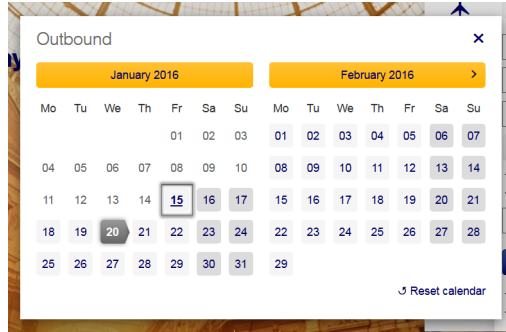 Outbound ×
January 2016
February 2016 >
Mo Tu We Th Fr Sa Su
01 02 03
04 05 06 07 08 09 10
11 12 13 14 15 16 17
18 19 20 21 22 23 24
25 26 27 28 29 30 31
Mo Tu We Th Fr Sa Su
01 02 03 04 05 06 07
08 09 10 11 12 13 14
15 16 17 18 19 20 21
22 23 24 25 26 27 28
29
↺ Reset calendar